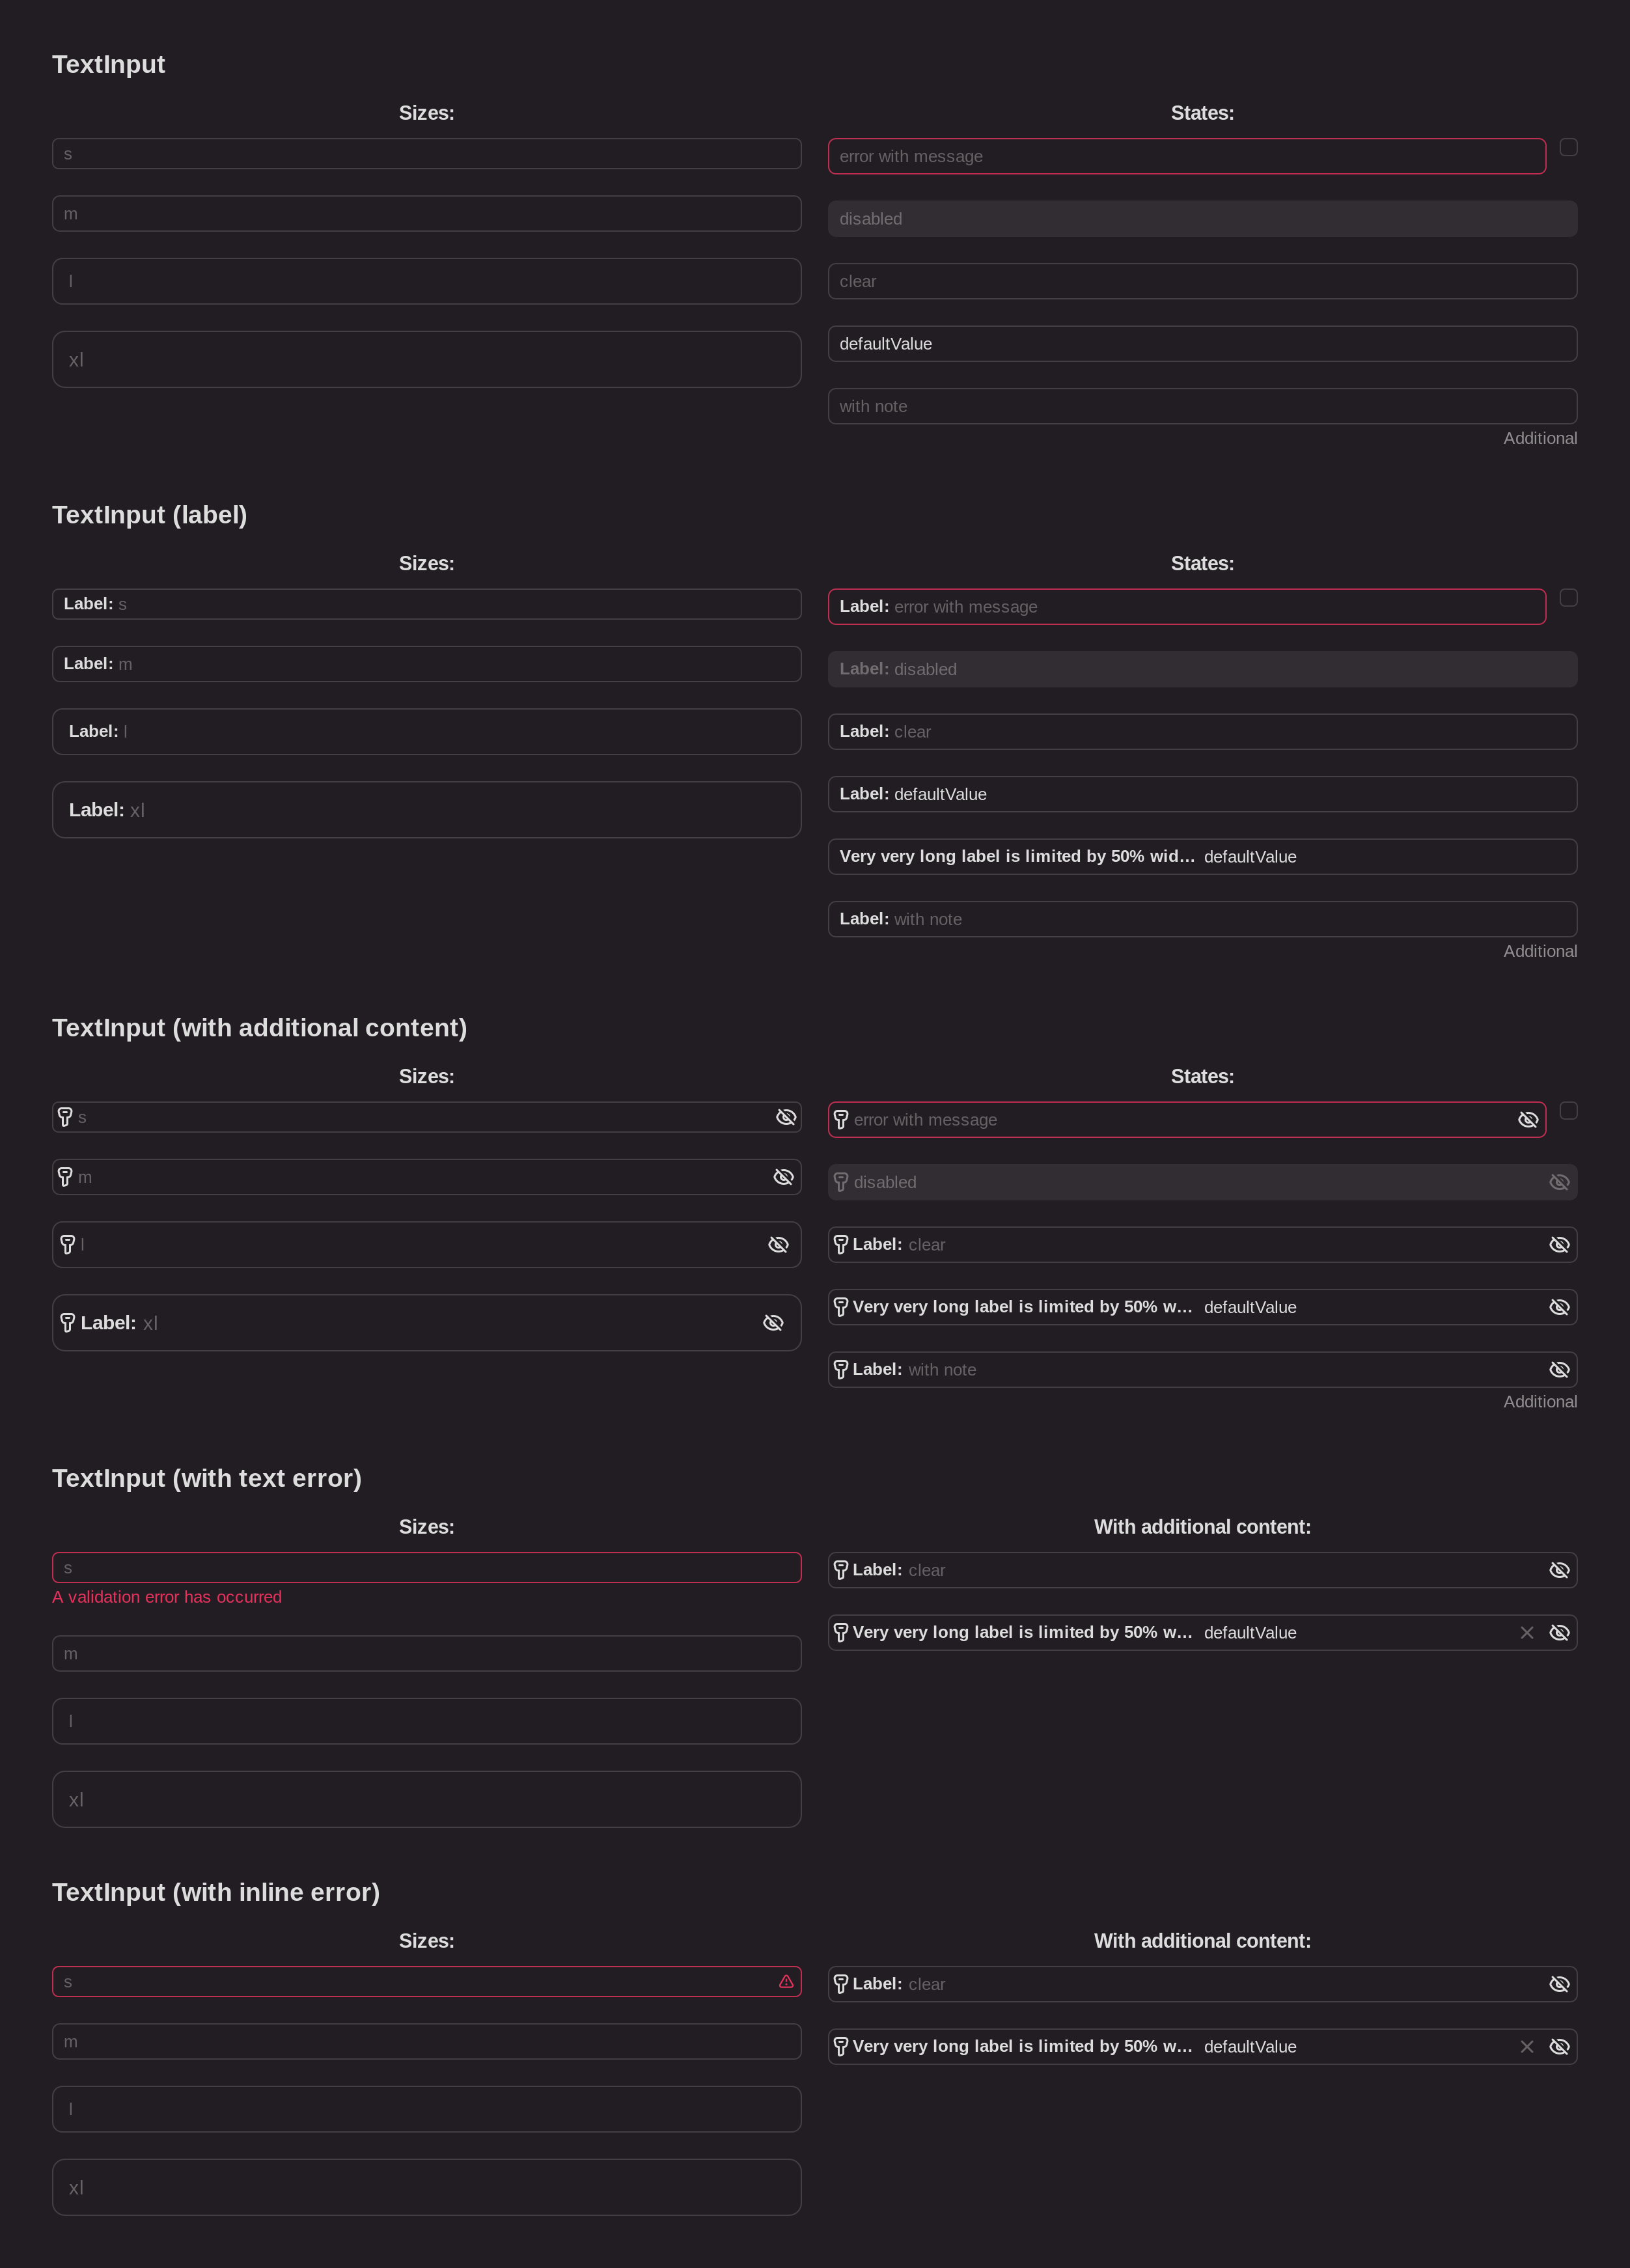 TextInput
Sizes:
s
m
l
xl
States:
error with message
disabled
clear
defaultValue
with note
Additional
TextInput (label)
Sizes:
Label: s
Label: m
Label: l
Label: xl
States:
Label: error with message
Label: disabled
Label: clear
Label: defaultValue
Very very long label is limited by 50% wid… defaultValue
Label: with note
Additional
TextInput (with additional content)
Sizes:
s
m
l
Label: xl
States:
error with message
disabled
Label: clear
Very very long label is limited by 50% w… defaultValue
Label: with note
Additional
TextInput (with text error)
Sizes:
s
A validation error has occurred
m
l
xl
With additional content:
Label: clear
Very very long label is limited by 50% w… defaultValue
TextInput (with inline error)
Sizes:
s
m
l
xl
With additional content:
Label: clear
Very very long label is limited by 50% w… defaultValue